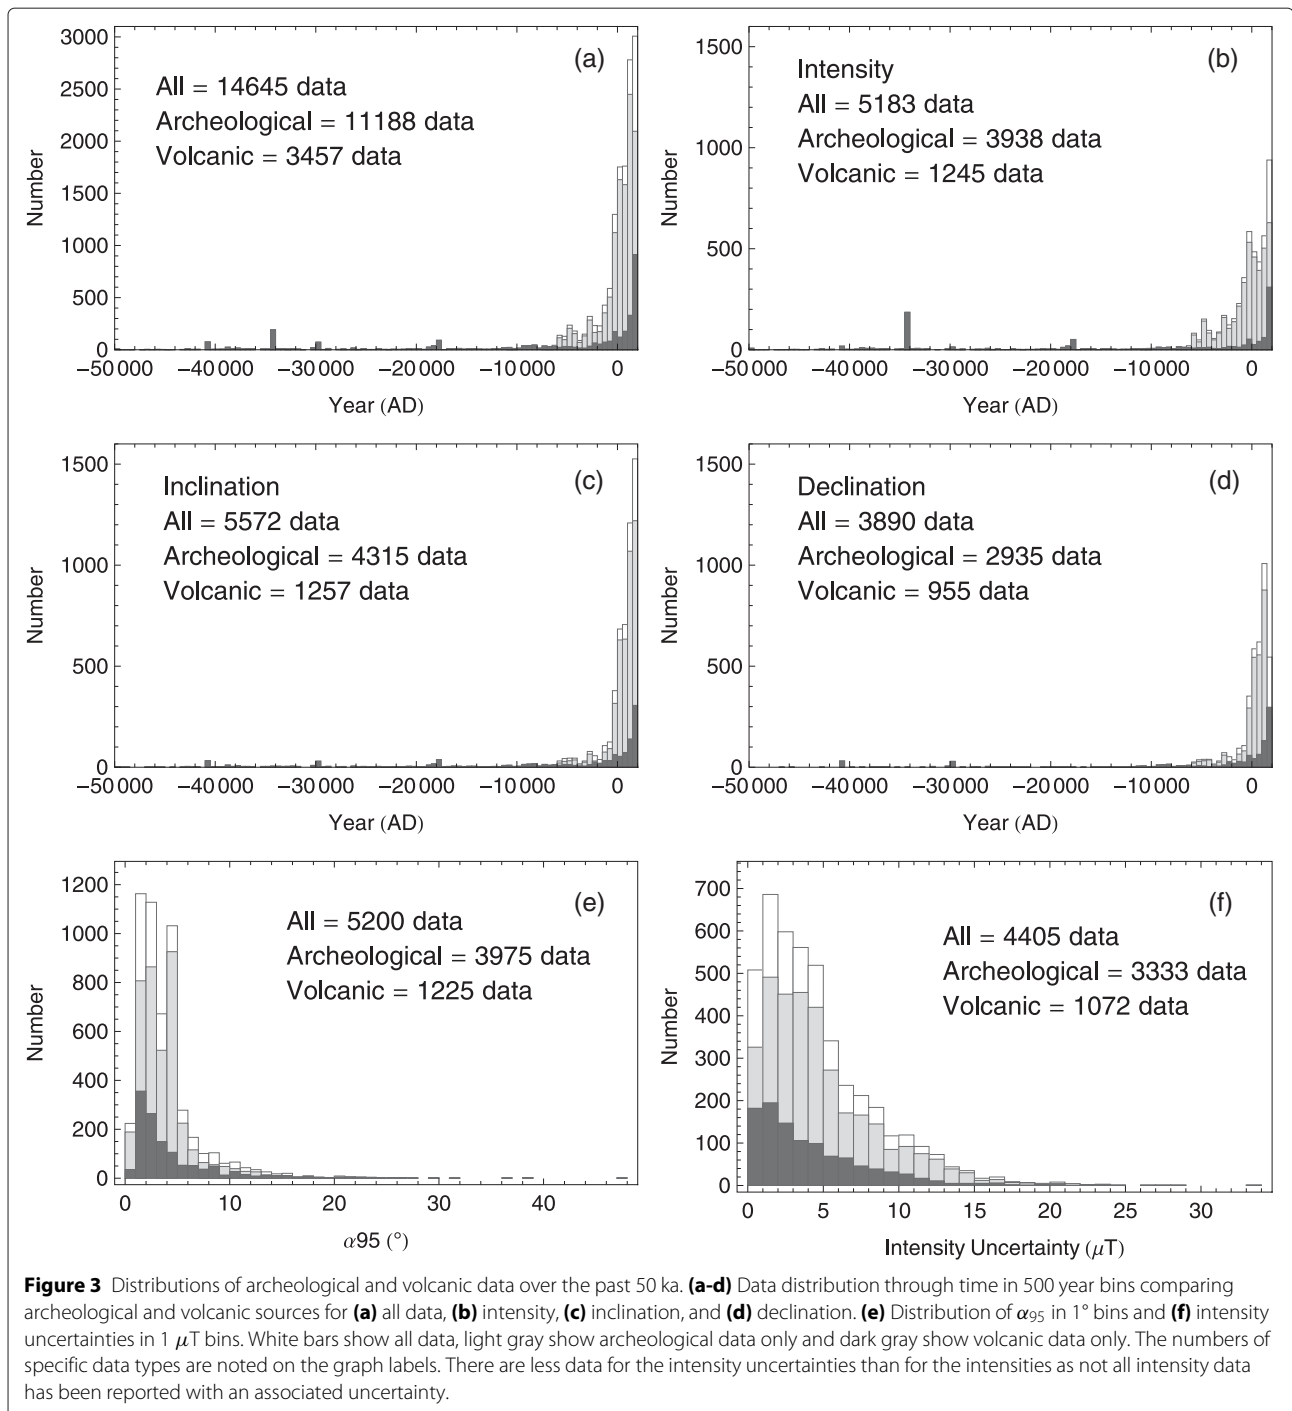 (a)
All = 14645 data
Archeological = 11188 data
Volcanic = 3457 data
Number
3000
2500
2000
1500
1000
500
0
−50 000 −40 000 −30 000 −20 000 −10 000 0
Year (AD)
(b)
Intensity
All = 5183 data
Archeological = 3938 data
Volcanic = 1245 data
Number
1500
1000
500
0
−50 000 −40 000 −30 000 −20 000 −10 000 0
Year (AD)
(c)
Inclination
All = 5572 data
Archeological = 4315 data
Volcanic = 1257 data
Number
1500
1000
500
0
−50 000 −40 000 −30 000 −20 000 −10 000 0
Year (AD)
(d)
Declination
All = 3890 data
Archeological = 2935 data
Volcanic = 955 data
Number
1500
1000
500
0
−50 000 −40 000 −30 000 −20 000 −10 000 0
Year (AD)
(e)
All = 5200 data
Archeological = 3975 data
Volcanic = 1225 data
Number
1200
1000
800
600
400
200
0
0 10 20 30 40
α95 (°)
(f)
All = 4405 data
Archeological = 3333 data
Volcanic = 1072 data
Number
700
600
500
400
300
200
100
0
0 5 10 15 20 25 30
Intensity Uncertainty (μT)
Figure 3 Distributions of archeological and volcanic data over the past 50 ka. (a-d) Data distribution through time in 500 year bins comparing
archeological and volcanic sources for (a) all data, (b) intensity, (c) inclination, and (d) declination. (e) Distribution of α95 in 1° bins and (f) intensity
uncertainties in 1 μT bins. White bars show all data, light gray show archeological data only and dark gray show volcanic data only. The numbers of
specific data types are noted on the graph labels. There are less data for the intensity uncertainties than for the intensities as not all intensity data
has been reported with an associated uncertainty.